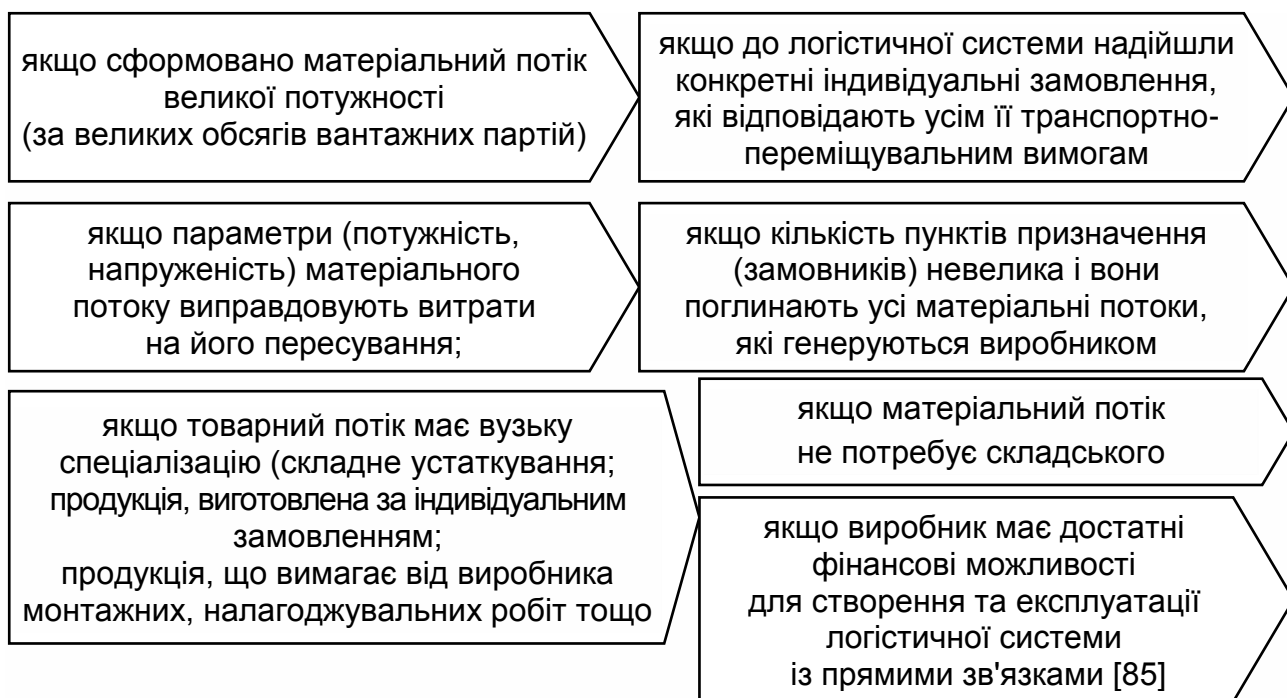 якщо сформовано матеріальний потік
великої потужності
(за великих обсягів вантажних партій)
якщо до логістичної системи надійшли
конкретні індивідуальні замовлення,
які відповідають усім її транспортно-
переміщувальним вимогам
якщо параметри (потужність,
напруженість) матеріального
потоку виправдовують витрати
на його пересування;
якщо кількість пунктів призначення
(замовників) невелика і вони
поглинають усі матеріальні потоки,
які генеруються виробником
якщо товарний потік має вузьку
спеціалізацію (складне устаткування;
продукція, виготовлена за індивідуальним
замовленням;
продукція, що вимагає від виробника
монтажних, налагоджувальних робіт тощо
якщо матеріальний потік
не потребує складського
якщо виробник має достатні
фінансові можливості
для створення та експлуатації
логістичної системи
із прямими зв'язками [85]